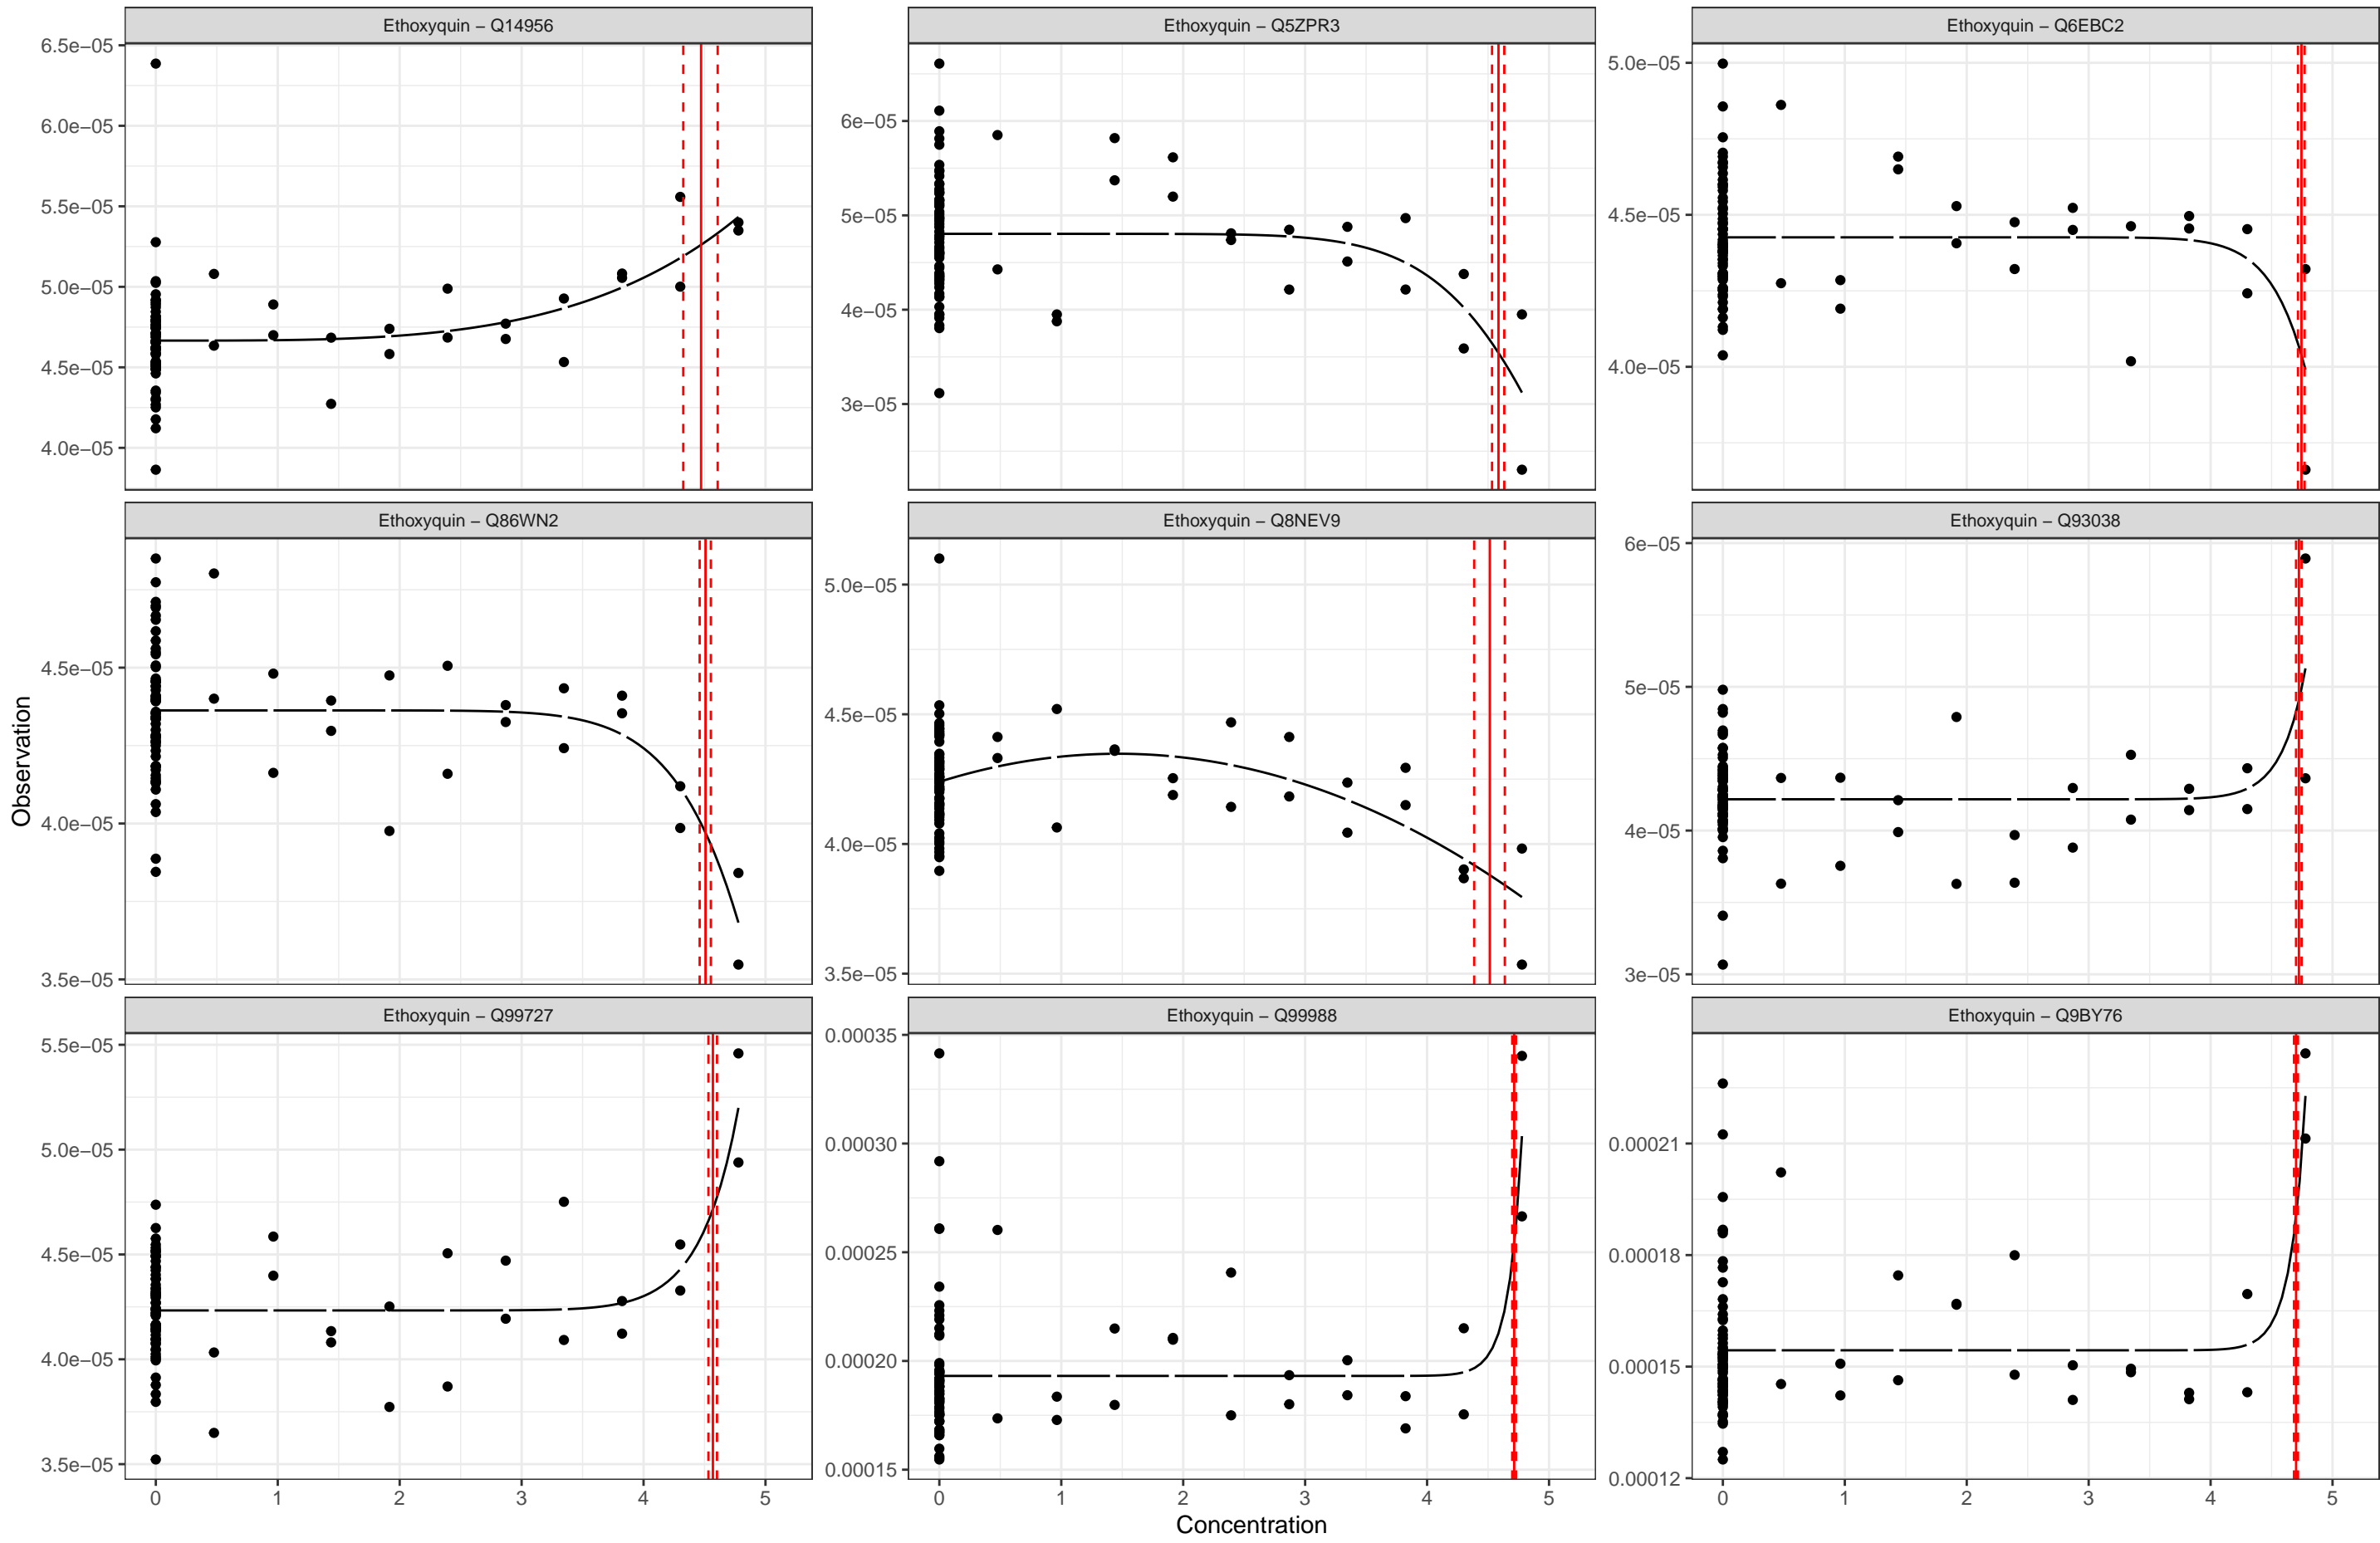 Ethoxyquin − Q14956
Ethoxyquin − Q5ZPR3
Ethoxyquin − Q6EBC2
6.5e−05
6.0e−05
5.5e−05
5.0e−05
4.5e−05
4.0e−05
6e−05
5e−05
4e−05
3e−05
5.0e−05
4.5e−05
4.0e−05
Ethoxyquin − Q86WN2
Ethoxyquin − Q8NEV9
Ethoxyquin − Q93038
4.5e−05
4.0e−05
3.5e−05
5.0e−05
4.5e−05
4.0e−05
3.5e−05
6e−05
5e−05
4e−05
3e−05
Ethoxyquin − Q99727
Ethoxyquin − Q99988
Ethoxyquin − Q9BY76
5.5e−05
5.0e−05
4.5e−05
4.0e−05
3.5e−05
0.00035
0.00030
0.00025
0.00020
0.00015
0.00021
0.00018
0.00015
0.00012
0 1 2 3 4 5
0 1 2 3 4 5
0 1 2 3 4 5
Concentration
Observation